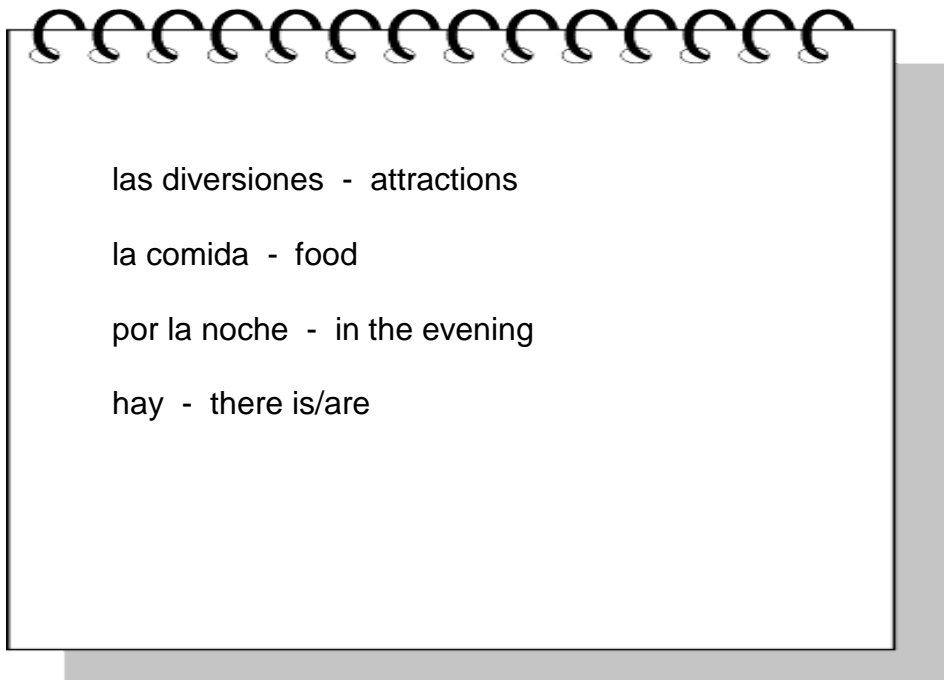 las diversiones - attractions
la comida - food
por la noche - in the evening
hay - there is/are